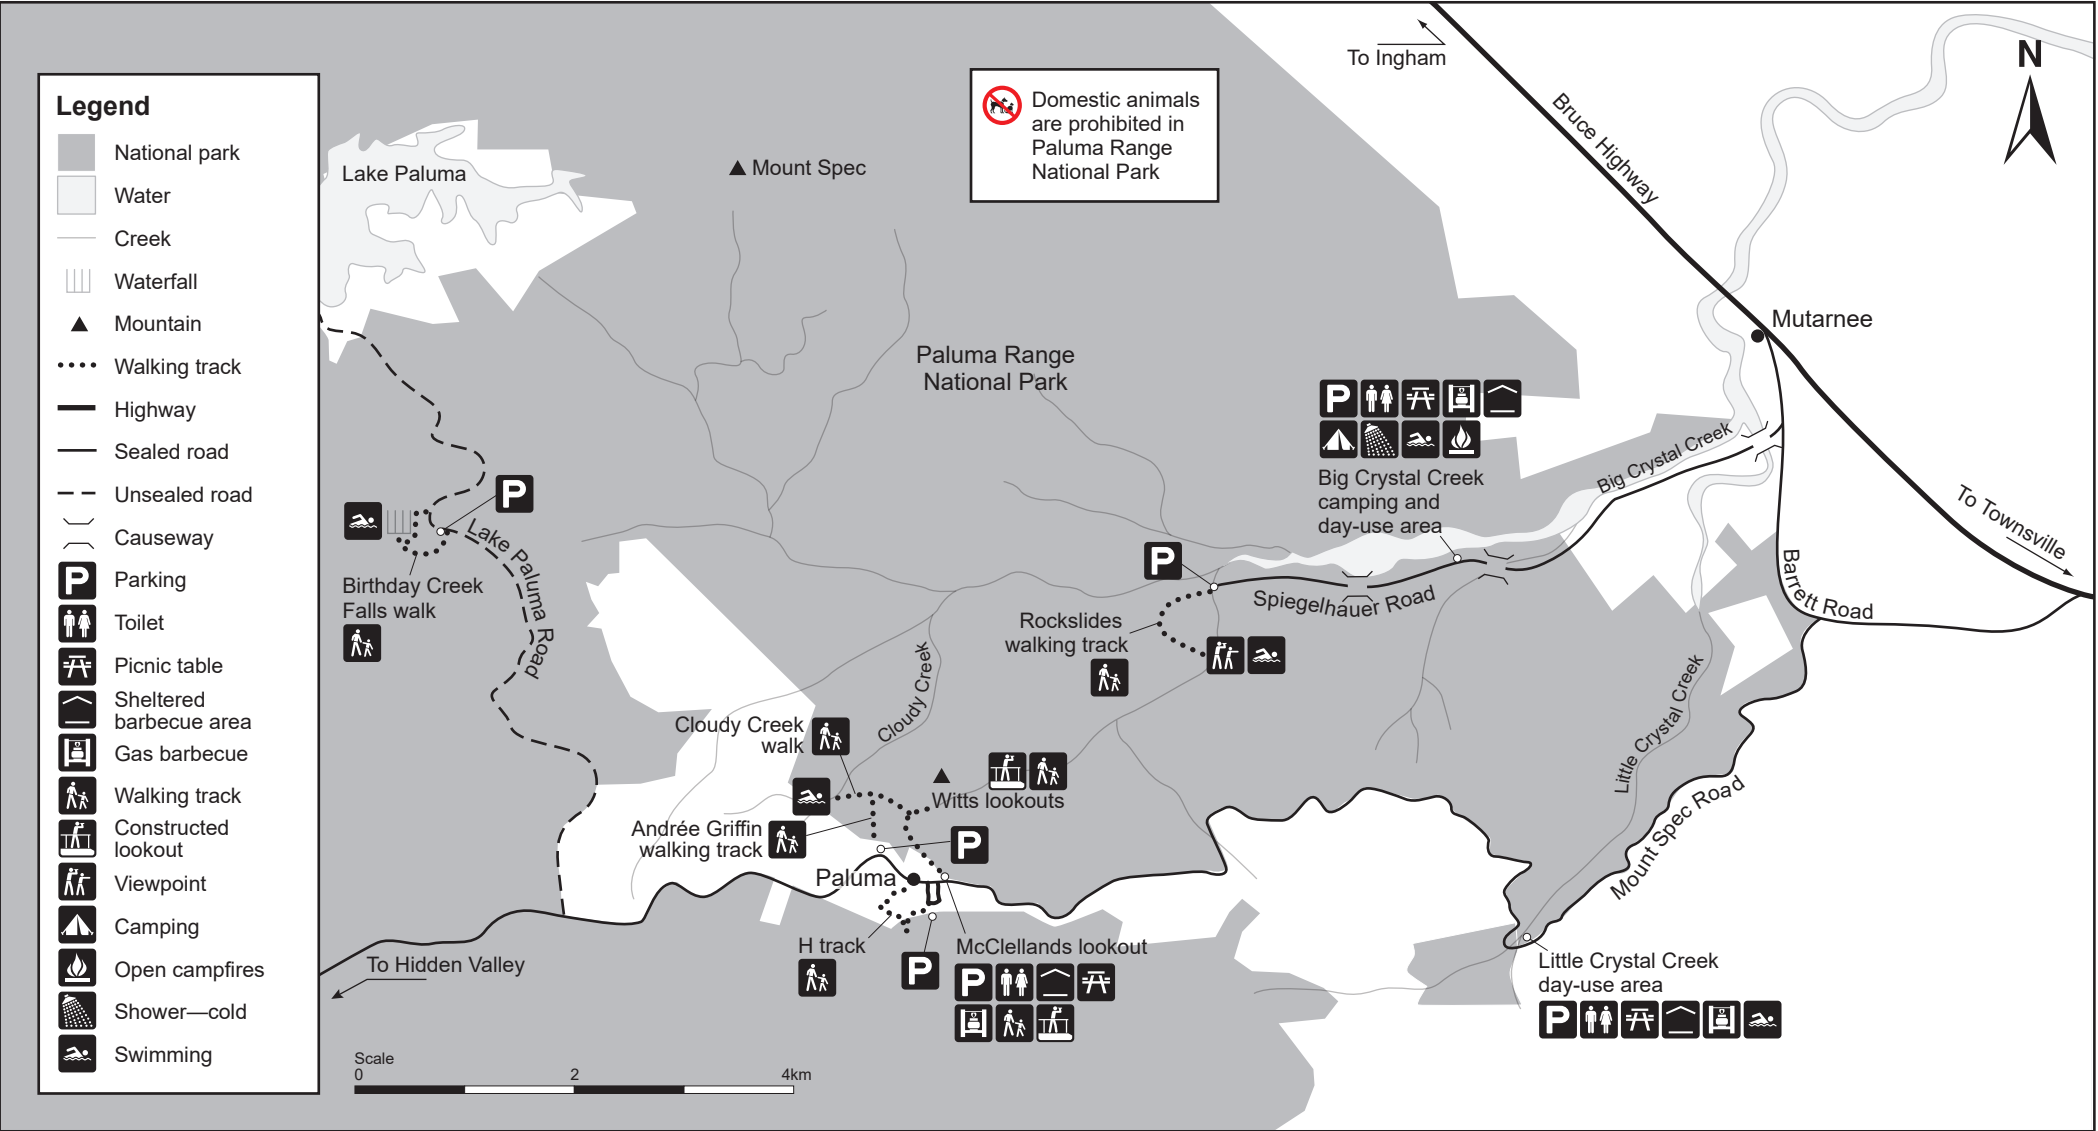 Legend
National park
Water
Creek
Waterfall
Mountain
Walking track
Highway
Sealed road
Unsealed road
Causeway
P Parking
Toilet
Picnic table
Sheltered
barbecue area
Gas barbecue
Walking track
Constructed
lookout
Viewpoint
Camping
Open campfires
Shower—cold
Swimming
Domestic animals
are prohibited in
Paluma Range
National Park
To Ingham
N
Bruce Highway
Lake Paluma
Mount Spec
Mutarnee
Paluma Range
National Park
P
Big Crystal Creek
Big Crystal Creek
camping and
day-use area
To Townsville
P
Lake Paluma Road
Birthday Creek
Falls walk
P
Spiegelhauer Road
Barrett Road
Rockslides
walking track
Cloudy Creek
Little Crystal Creek
Cloudy Creek
walk
Witts lookouts
Mount Spec Road
Andrée Griffin
walking track
P
Paluma
H track
P
McClellands lookout
P
To Hidden Valley
Little Crystal Creek
day-use area
P
Scale
0 2 4km